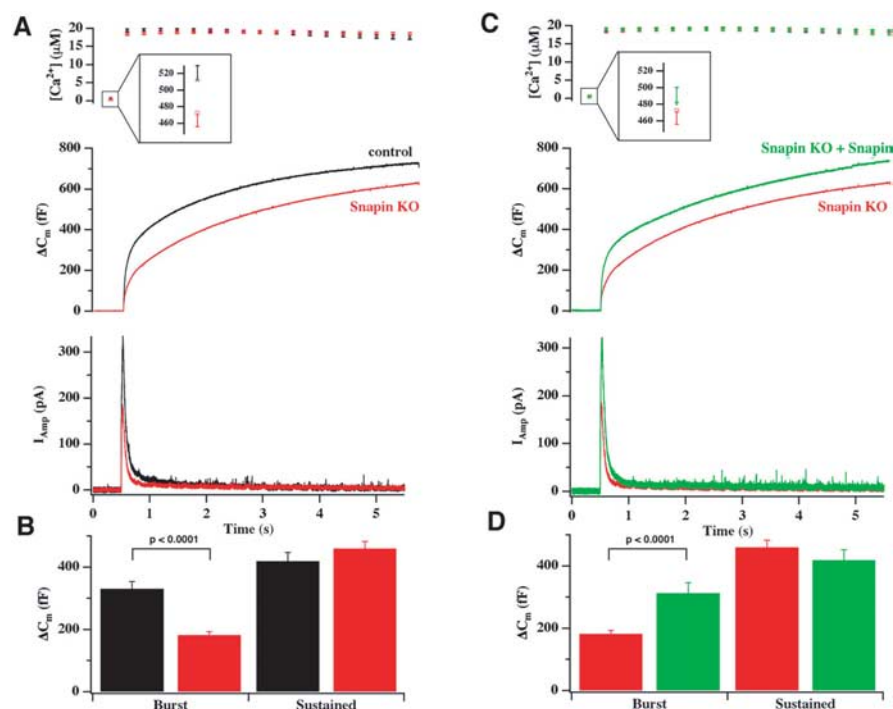 A
[Ca²⁺] (µM)
20
15
10
5
0
520
500
480
460
control
Snapin KO
ΔCₘ (fF)
800
600
400
200
0
I_Amp (pA)
300
200
100
0
0 1 2 3 4 5
Time (s)
B
p < 0.0001
ΔCₘ (fF)
400
200
0
Burst Sustained
C
[Ca²⁺] (µM)
20
15
10
5
0
520
500
480
460
Snapin KO + Snapin
Snapin KO
ΔCₘ (fF)
800
600
400
200
0
I_Amp (pA)
300
200
100
0
0 1 2 3 4 5
Time (s)
D
p < 0.0001
ΔCₘ (fF)
400
200
0
Burst Sustained